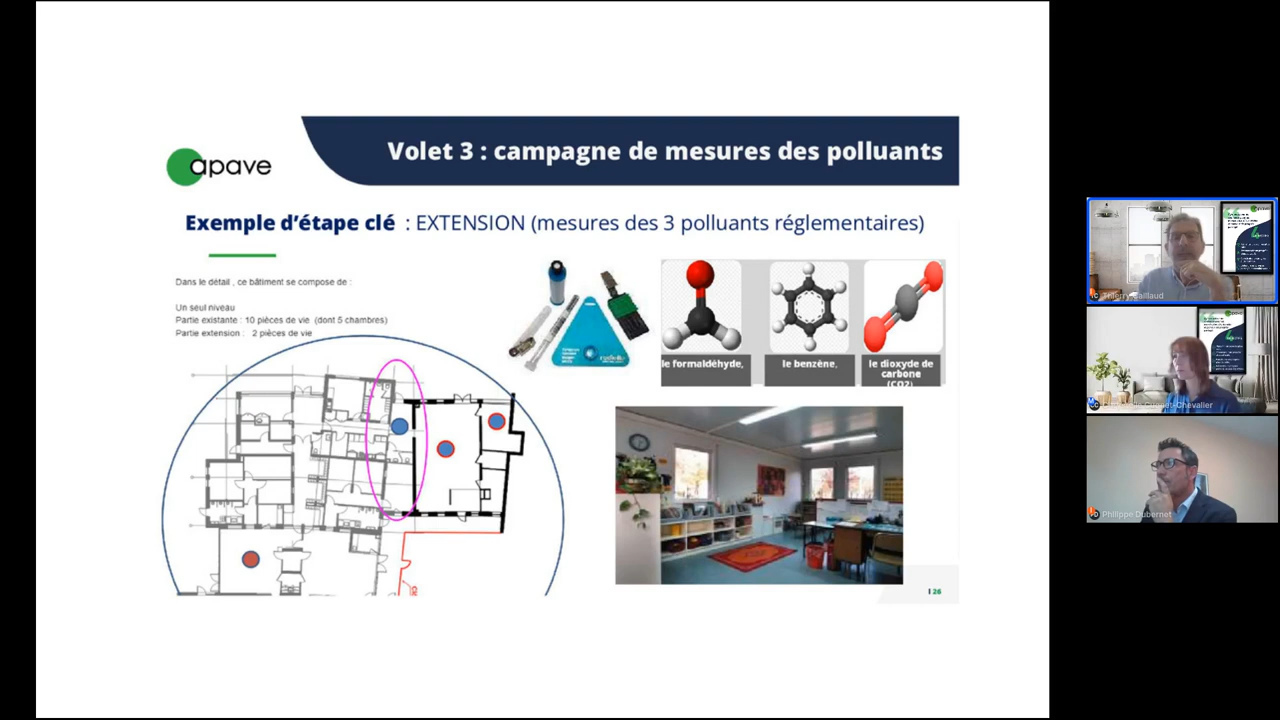 apave
Volet 3 : campagne de mesures des polluants
Exemple d'étape clé : EXTENSION (mesures des 3 polluants réglementaires)
Dans le détail , ce bâtiment se compose de :
Un seul niveau
Partie existante : 10 pièces de vie (dont 5 chambres)
Partie extension : 2 pièces de vie
le formaldéhyde,
le benzène,
le dioxyde de
carbone
(CO2)
26
Philippe Dubernet